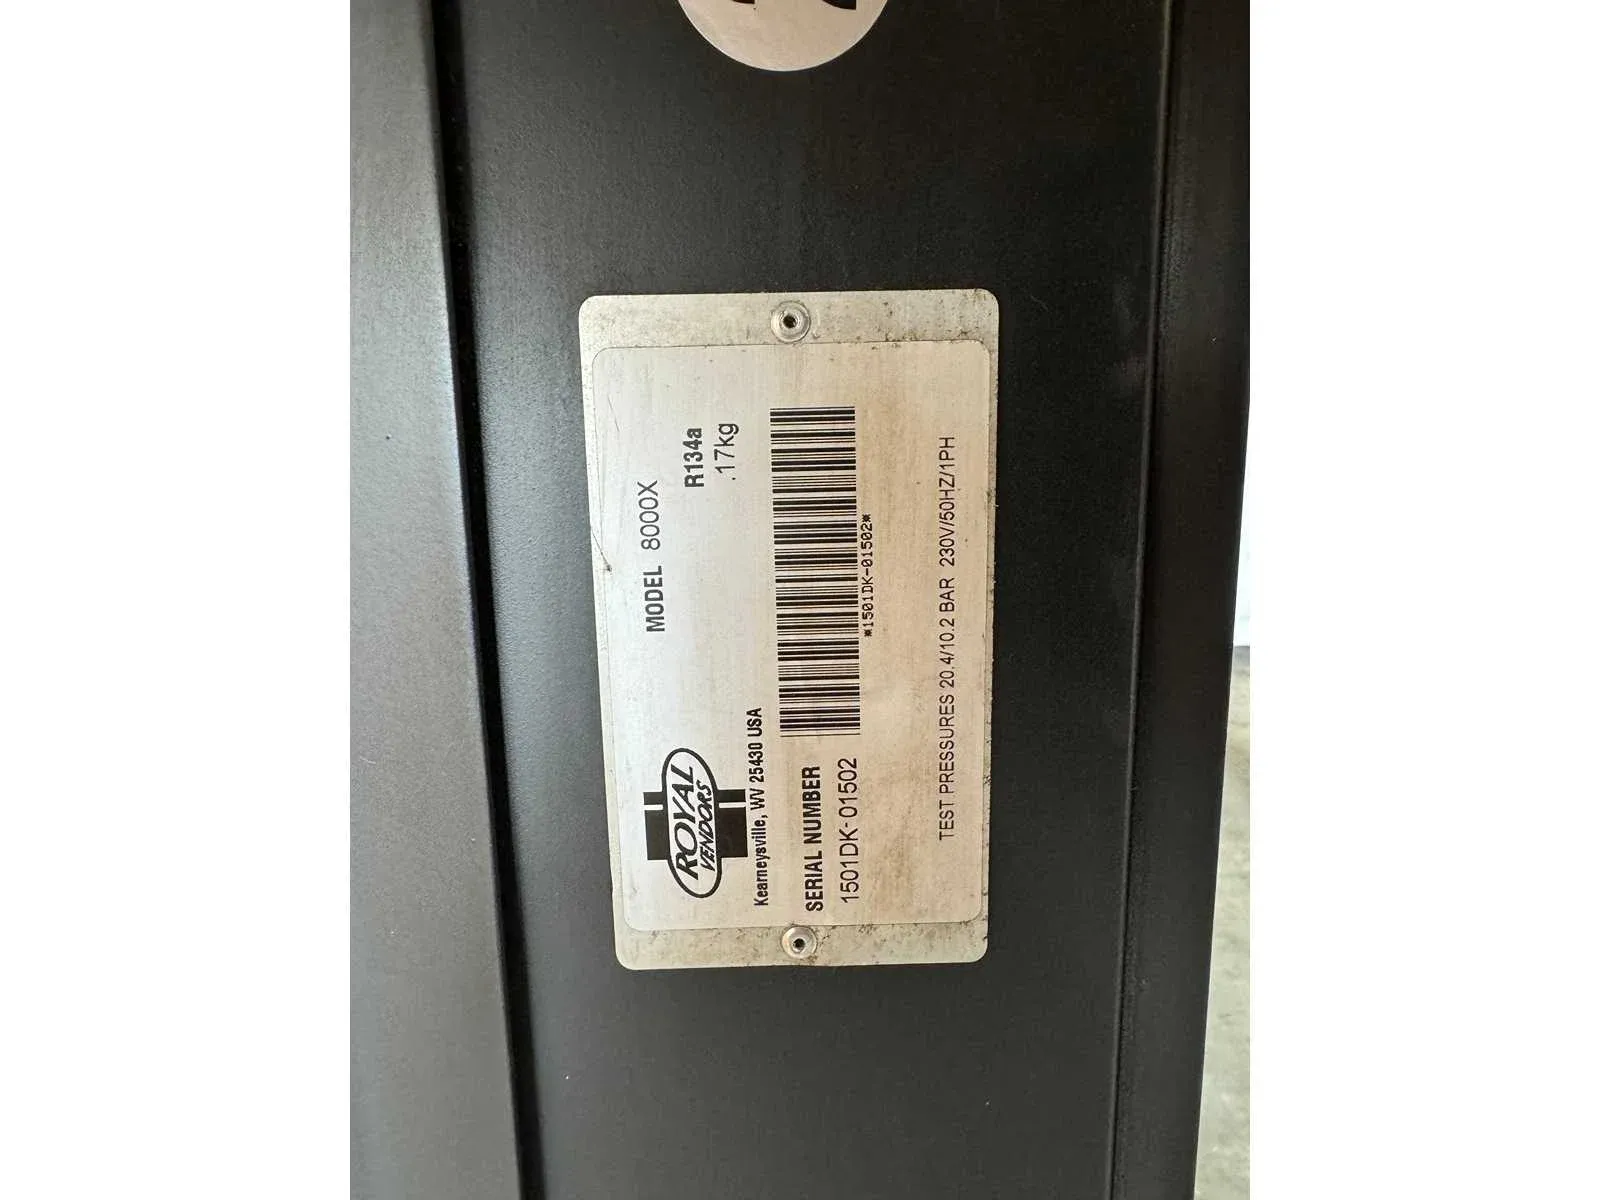 MODEL 8000X
R134a
.17kg
ROYAL
VENDORS
Kearneysville, WV 25430 USA
SERIAL NUMBER
1501DK-01502
*1501DK-01502*
TEST PRESSURES 20.4/10.2 BAR 230V/50HZ/1PH